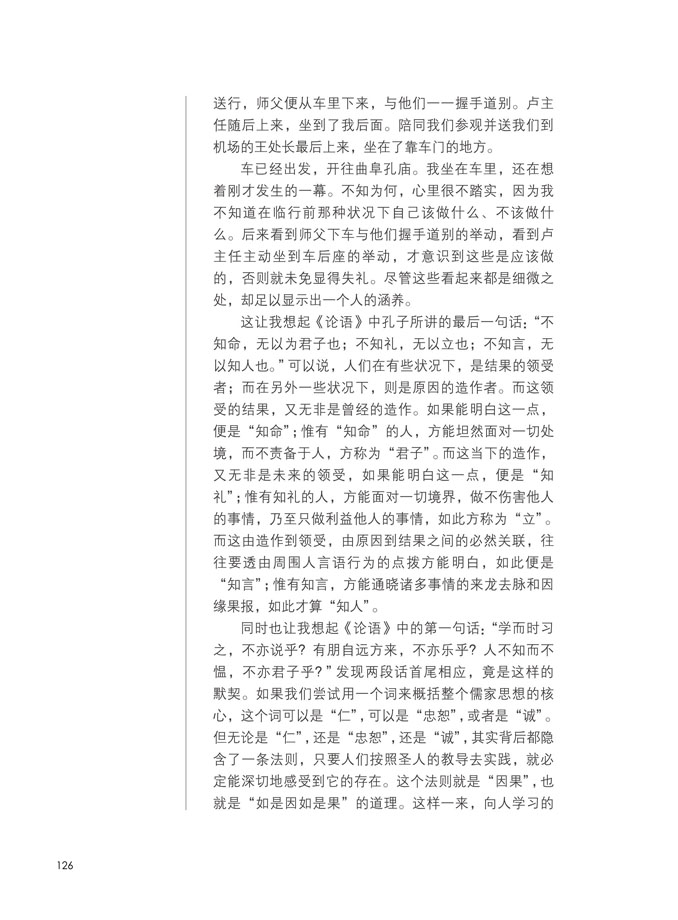 送行，师父便从车里下来，与他们一一握手道别。卢主
任随后上来，坐到了我后面。陪同我们参观并送我们到
机场的王处长最后上来，坐在了靠车门的地方。
车已经出发，开往曲阜孔庙。我坐在车里，还在想
着刚才发生的一幕。不知为何，心里很不踏实，因为我
不知道在临行前那种状况下自己该做什么、不该做什
么。后来看到师父下车与他们握手道别的举动，看到卢
主任主动坐到车后座的举动，才意识到这些是应该做
的，否则就未免显得失礼。尽管这些看起来都是细微之
处，却足以显示出一个人的涵养。
这让我想起《论语》中孔子所讲的最后一句话：“不
知命，无以为君子也；不知礼，无以立也；不知言，无
以知人也。”可以说，人们在有些状况下，是结果的领受
者；而在另外一些状况下，则是原因的造作者。而这领
受的结果，又无非是曾经的造作。如果能明白这一点，
便是“知命”；惟有“知命”的人，方能坦然面对一切处
境，而不责备于人，方称为“君子”。而这当下的造作，
又无非是未来的领受，如果能明白这一点，便是“知
礼”；惟有知礼的人，方能面对一切境界，做不伤害他人
的事情，乃至只做利益他人的事情，如此方称为“立”。
而这由造作到领受，由原因到结果之间的必然关联，往
往要透由周围人言语行为的点拨方能明白，如此便是
“知言”；惟有知言，方能通晓诸多事情的来龙去脉和因
缘果报，如此才算“知人”。
同时也让我想起《论语》中的第一句话：“学而时习
之，不亦说乎？有朋自远方来，不亦乐乎？人不知而不
愠，不亦君子乎？”发现两段话首尾相应，竟是这样的
默契。如果我们尝试用一个词来概括整个儒家思想的核
心，这个词可以是“仁”，可以是“忠恕”，或者是“诚”。
但无论是“仁”，还是“忠恕”，还是“诚”，其实背后都隐
含了一条法则，只要人们按照圣人的教导去实践，就必
定能深切地感受到它的存在。这个法则就是“因果”，也
就是“如是因如是果”的道理。这样一来，向人学习的
126